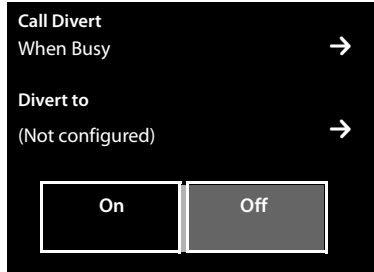 Call Divert
When Busy
Divert to
(Not configured)
On
Off